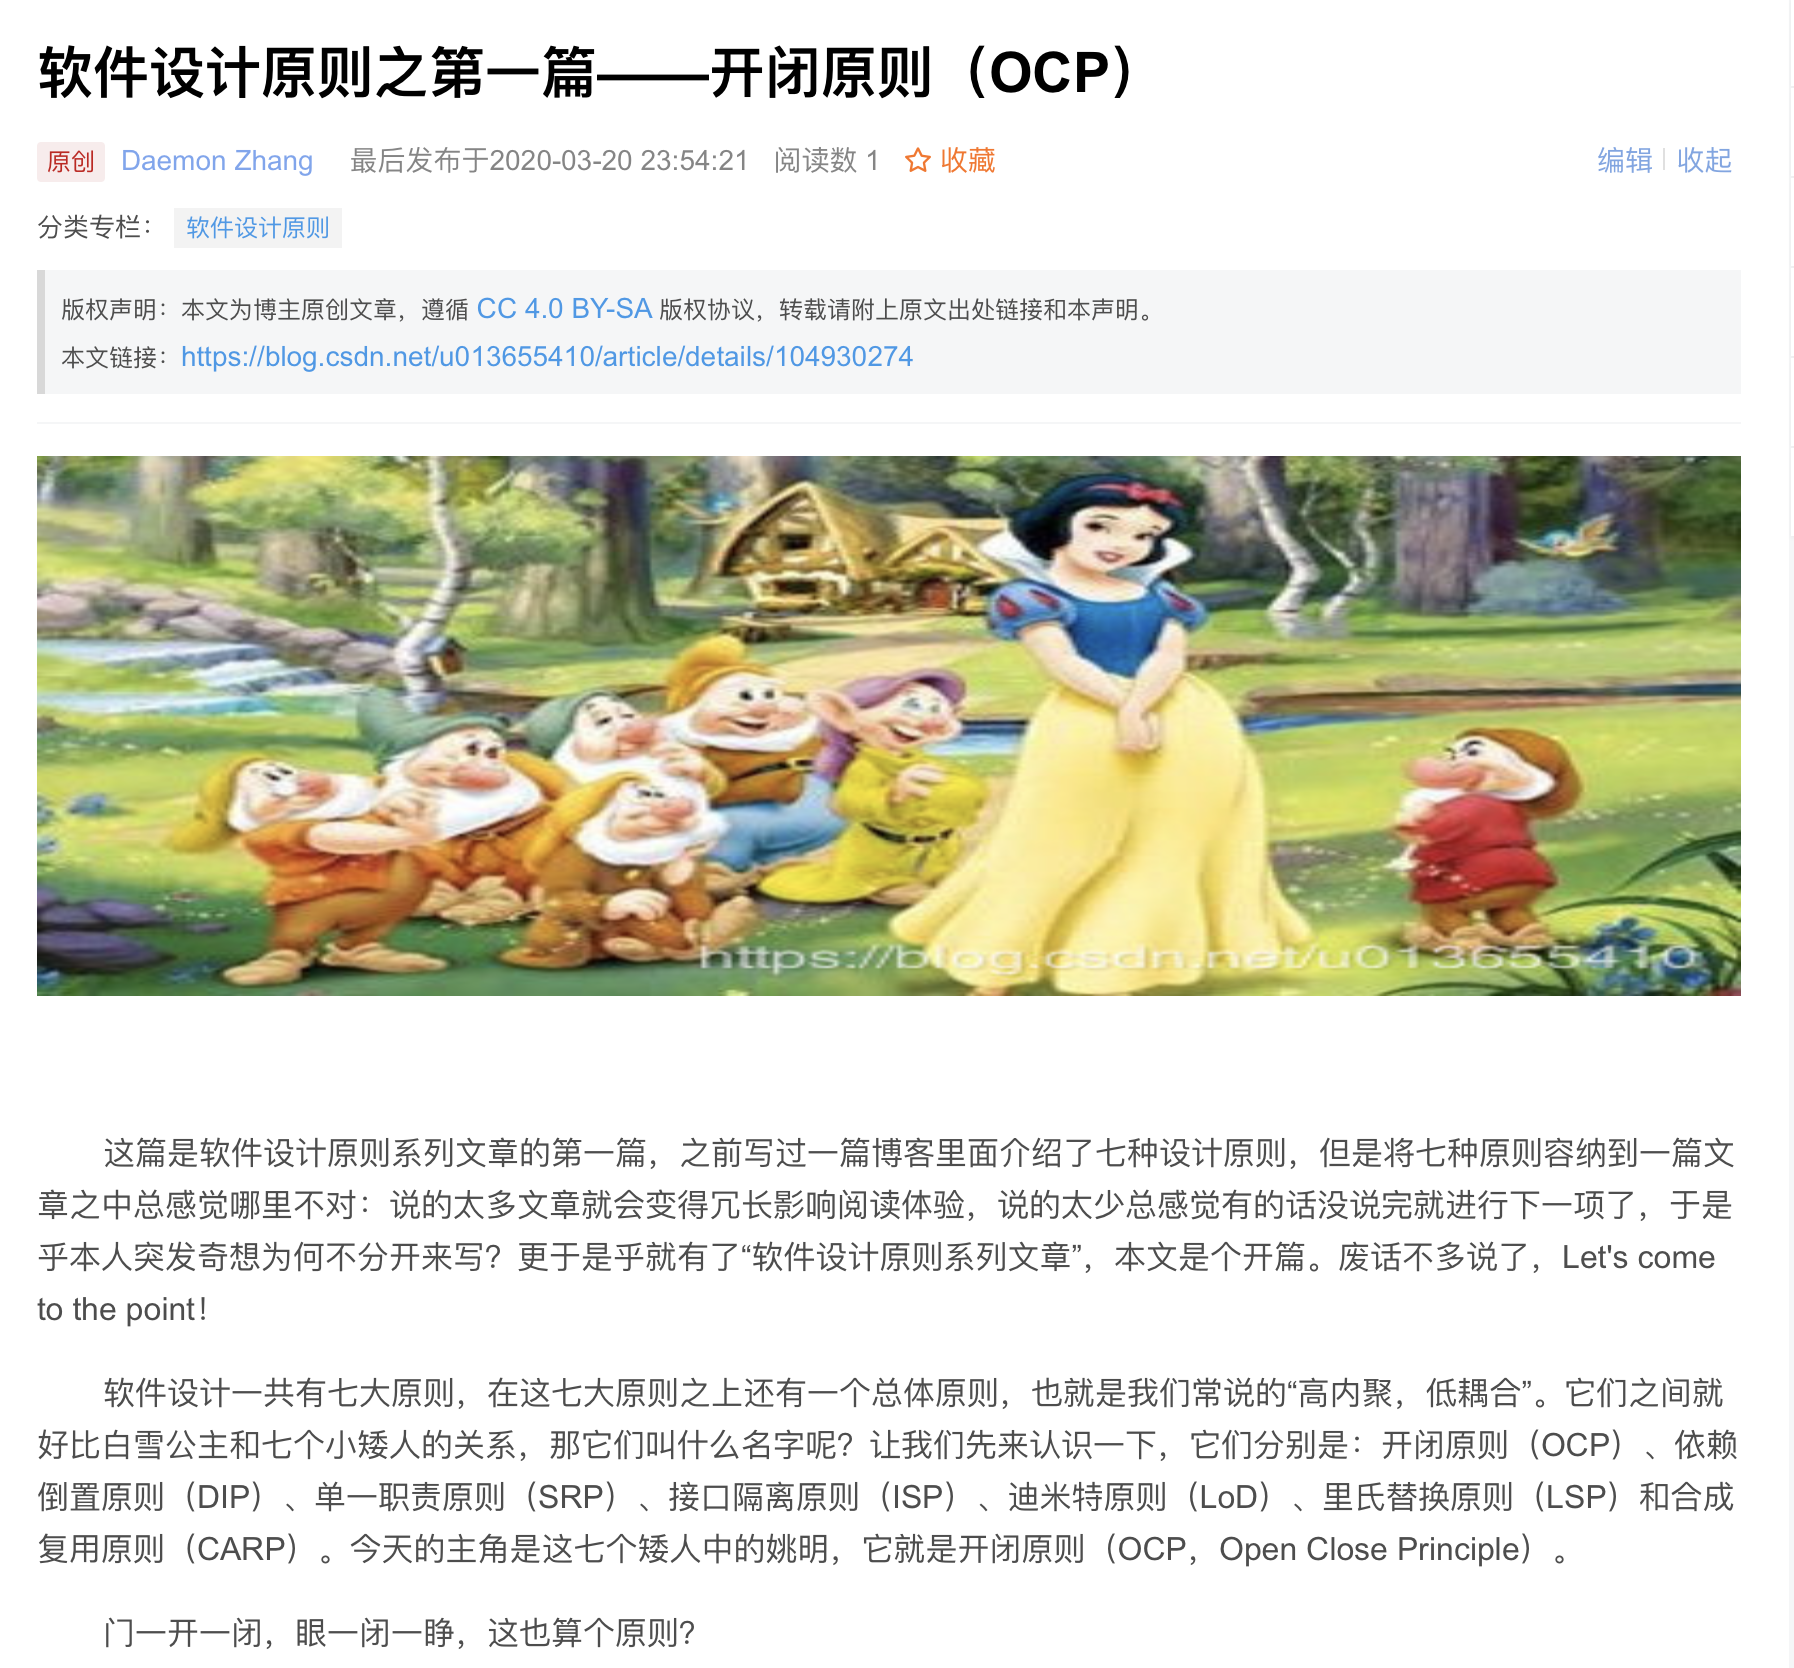 软件设计原则之第一篇——开闭原则（OCP）
原创 Daemon Zhang 最后发布于2020-03-20 23:54:21 阅读数 1 收藏 编辑 收起
分类专栏： 软件设计原则
版权声明：本文为博主原创文章，遵循 CC 4.0 BY-SA 版权协议，转载请附上原文出处链接和本声明。
本文链接：https://blog.csdn.net/u013655410/article/details/104930274
https://blog.csdn.net/u013655410
这篇是软件设计原则系列文章的第一篇，之前写过一篇博客里面介绍了七种设计原则，但是将七种原则容纳到一篇文
章之中总感觉哪里不对：说的太多文章就会变得冗长影响阅读体验，说的太少总感觉有的话没说完就进行下一项了，于是
乎本人突发奇想为何不分开来写？更于是乎就有了“软件设计原则系列文章”，本文是个开篇。废话不多说了，Let's come
to the point！
软件设计一共有七大原则，在这七大原则之上还有一个总体原则，也就是我们常说的“高内聚，低耦合”。它们之间就
好比白雪公主和七个小矮人的关系，那它们叫什么名字呢？让我们先来认识一下，它们分别是：开闭原则（OCP）、依赖
倒置原则（DIP）、单一职责原则（SRP）、接口隔离原则（ISP）、迪米特原则（LoD）、里氏替换原则（LSP）和合成
复用原则（CARP）。今天的主角是这七个矮人中的姚明，它就是开闭原则（OCP，Open Close Principle）。
门一开一闭，眼一闭一睁，这也算个原则？